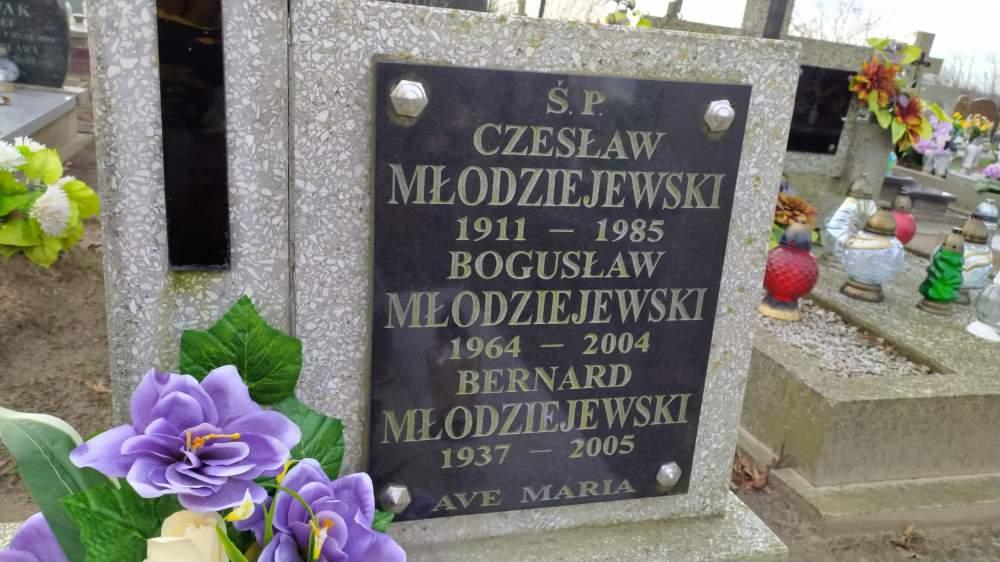 Ś.P.
CZESŁAW
MŁODZIEJEWSKI
1911 – 1985
BOGUSŁAW
MŁODZIEJEWSKI
1964 – 2004
BERNARD
MŁODZIEJEWSKI
1937 – 2005
AVE MARIA